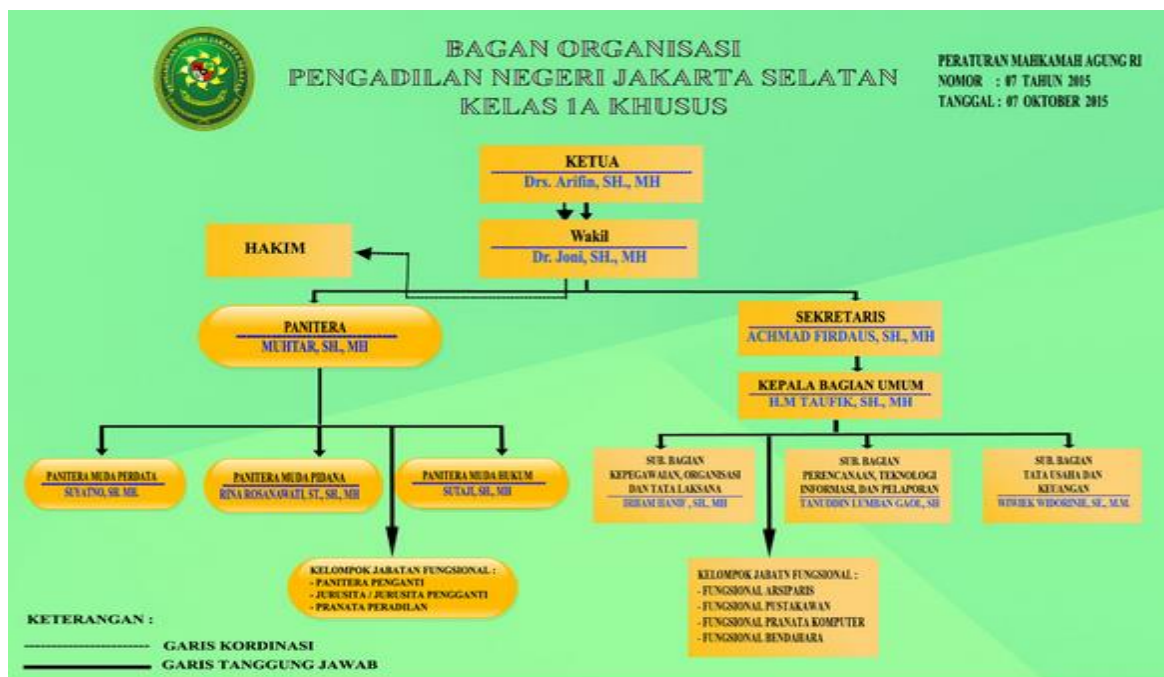 BAGAN ORGANISASI
PENGADILAN NEGERI JAKARTA SELATAN
KELAS 1A KHUSUS
PERATURAN MAHKAMAH AGUNG RI
NOMOR : 07 TAHUN 2015
TANGGAL : 07 OKTOBER 2015
KETUA
Drs. Arifin, SH., MH
Wakil
Dr. Joni, SH., MH
HAKIM
PANITERA
MUHTAR, SH., MH
SEKRETARIS
ACHMAD FIRDAUS, SH., MH
KEPALA BAGIAN UMUM
H.M TAUFIK, SH., MH
PANITERA MUDA PERDATA
SUYATNO, SH. MH.
PANITERA MUDA PIDANA
RINA ROSANAWATI, ST., SH., MH
PANITERA MUDA HUKUM
SUTAJI, SH., MH
SUB. BAGIAN
KEPEGAWAIAN, ORGANISASI
DAN TATA LAKSANA
HANIF , SH., MH
SUB. BAGIAN
PERENCANAAN, TEKNOLOGI
INFORMASI, DAN PELAPORAN
TANUDDIN LUMBAN GAOL, SH
SUB. BAGIAN
TATA USAHA DAN
KEUANGAN
WIWIEK SE., M.M.
KELOMPOK JABATAN FUNGSIONAL :
- PANITERA PENGANTI
- JURUSITA / JURUSITA PENGGANTI
- PRANATA PERADILAN
KELOMPOK JABATN FUNGSIONAL :
- FUNGSIONAL ARSIPARIS
- FUNGSIONAL PUSTAKAWAN
- FUNGSIONAL PRANATA KOMPUTER
- FUNGSIONAL BENDAHARA
KETERANGAN :
GARIS KORDINASI
GARIS TANGGUNG JAWAB